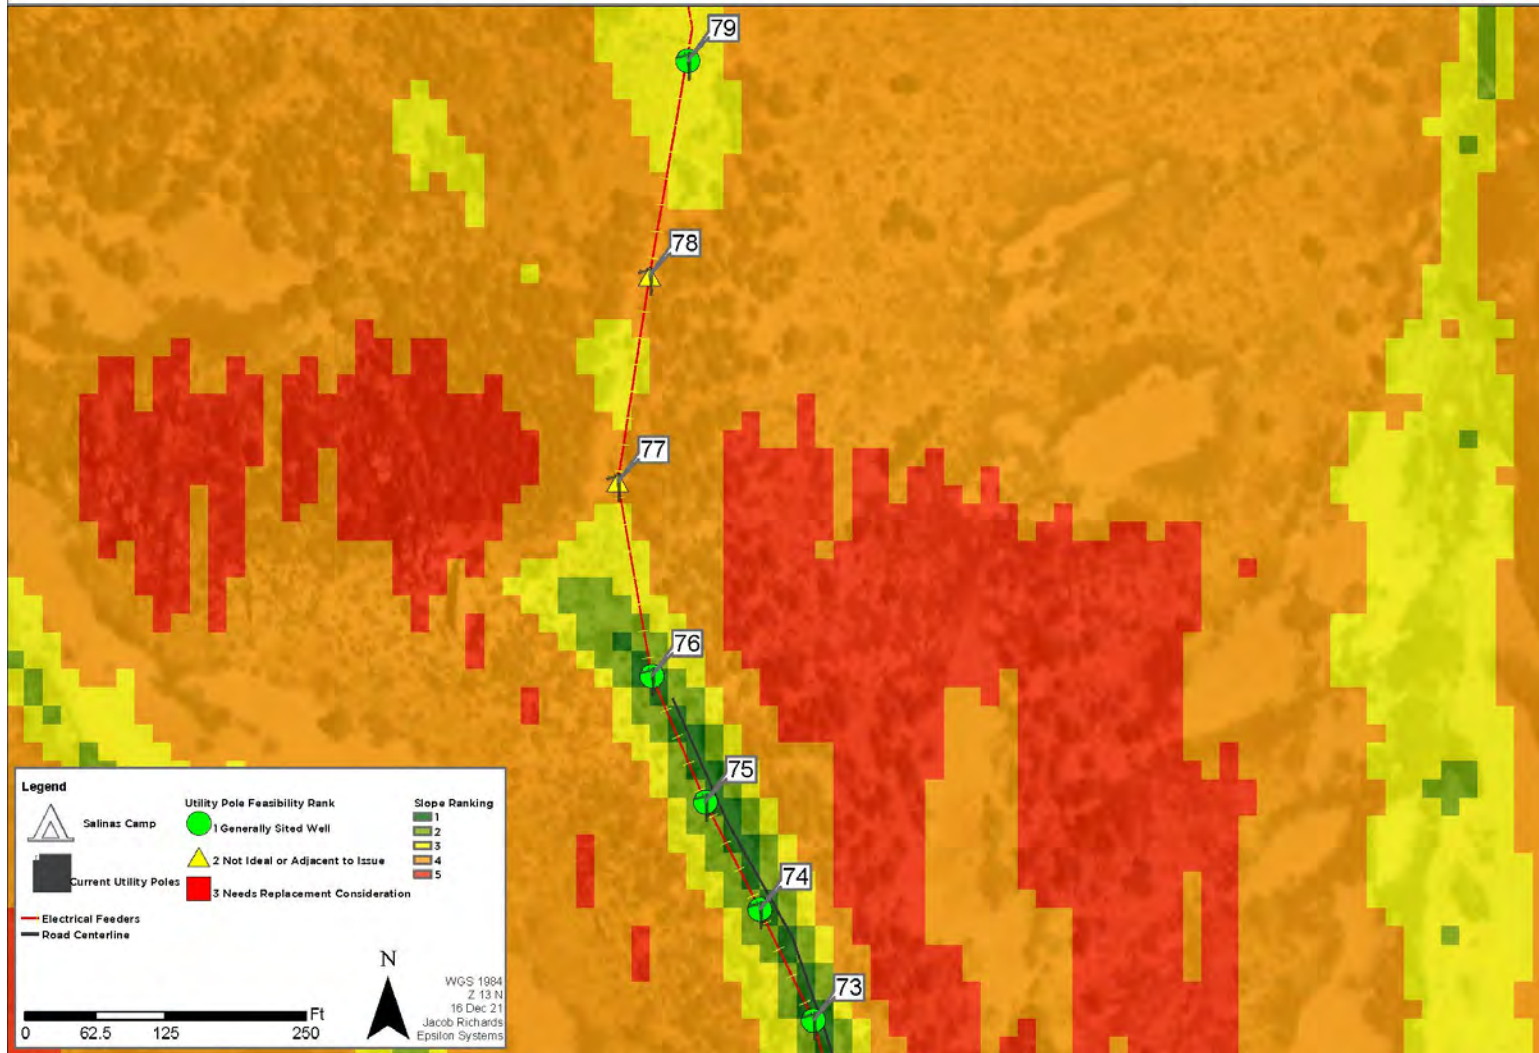 79
78
77
76
75
74
73
Legend
Salinas Camp
Current Utility Poles
Utility Pole Feasibility Rank
1 Generally Sited Well
2 Not Ideal or Adjacent to Issue
3 Needs Replacement Consideration
Slope Ranking
1
2
3
4
5
Electrical Feeders
Road Centerline
0 62.5 125 250 Ft
N
WGS 1984
Z 13 N
16 Dec 21
Jacob Richards
Epsilon Systems